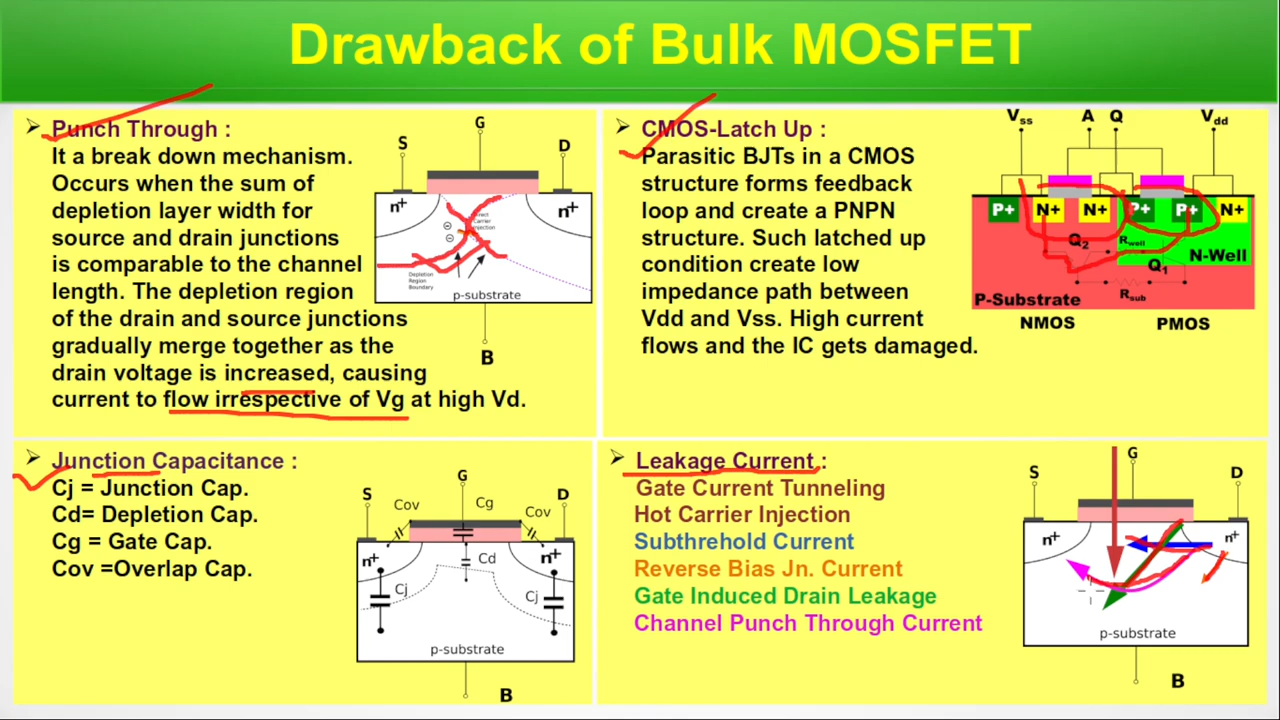 Drawback of Bulk MOSFET
Punch Through :
It a break down mechanism.
Occurs when the sum of
depletion layer width for
source and drain junctions
is comparable to the channel
length. The depletion region
of the drain and source junctions
gradually merge together as the
drain voltage is increased, causing
current to flow irrespective of Vg at high Vd.
G
S
D
n+
n+
Direct
Carrier
Injection
Depletion
Region
Boundary
p-substrate
B
CMOS-Latch Up :
Parasitic BJTs in a CMOS
structure forms feedback
loop and create a PNPN
structure. Such latched up
condition create low
impedance path between
Vdd and Vss. High current
flows and the IC gets damaged.
Vss A Q Vdd
P+ N+ N+ P+ P+ N+
Q2 Rwell
N-Well
Q1
Rsub
P-Substrate
NMOS PMOS
Junction Capacitance :
Cj = Junction Cap.
Cd= Depletion Cap.
Cg = Gate Cap.
Cov =Overlap Cap.
G
S D
Cov Cg Cov
n+ n+
Cd
Cj Cj
p-substrate
B
Leakage Current :
Gate Current Tunneling
Hot Carrier Injection
Subthrehold Current
Reverse Bias Jn. Current
Gate Induced Drain Leakage
Channel Punch Through Current
G
S D
n+ n+
p-substrate
B